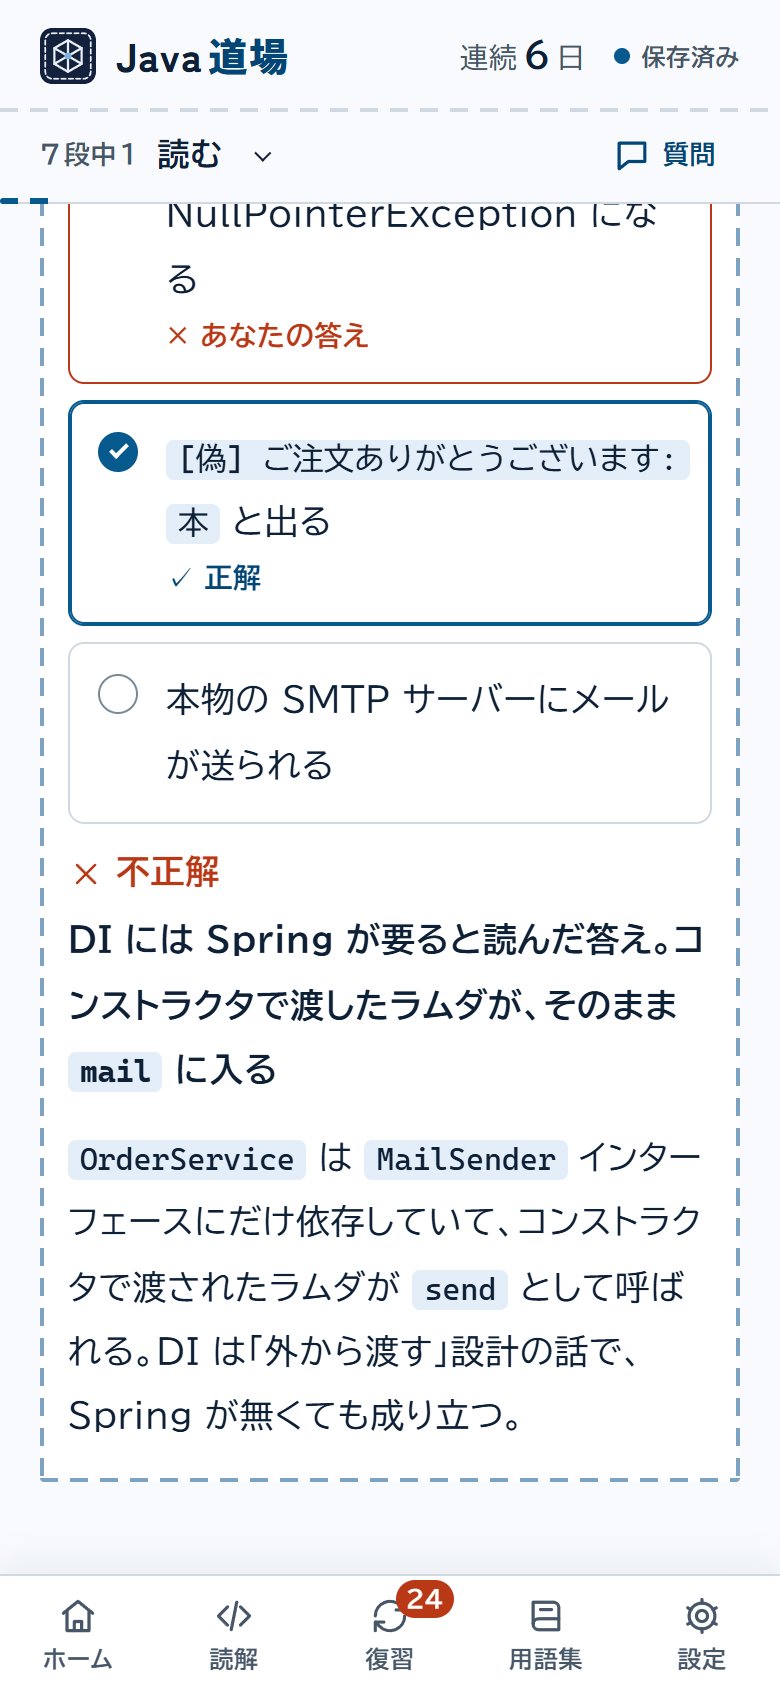 Java道場
連続 6 日
保存済み
7段中1 読む
質問
NullPointerException にな
る
× あなたの答え
[偽] ご注文ありがとうございます:
本 と出る
✓ 正解
本物の SMTP サーバーにメール
が送られる
× 不正解
DI には Spring が要ると読んだ答え。コ
ンストラクタで渡したラムダが、そのまま
mail に入る
OrderService は MailSender インター
フェースにだけ依存していて、コンストラク
タで渡されたラムダが send として呼ば
れる。DI は「外から渡す」設計の話で、
Spring が無くても成り立つ。
24
ホーム
読解
復習
用語集
設定